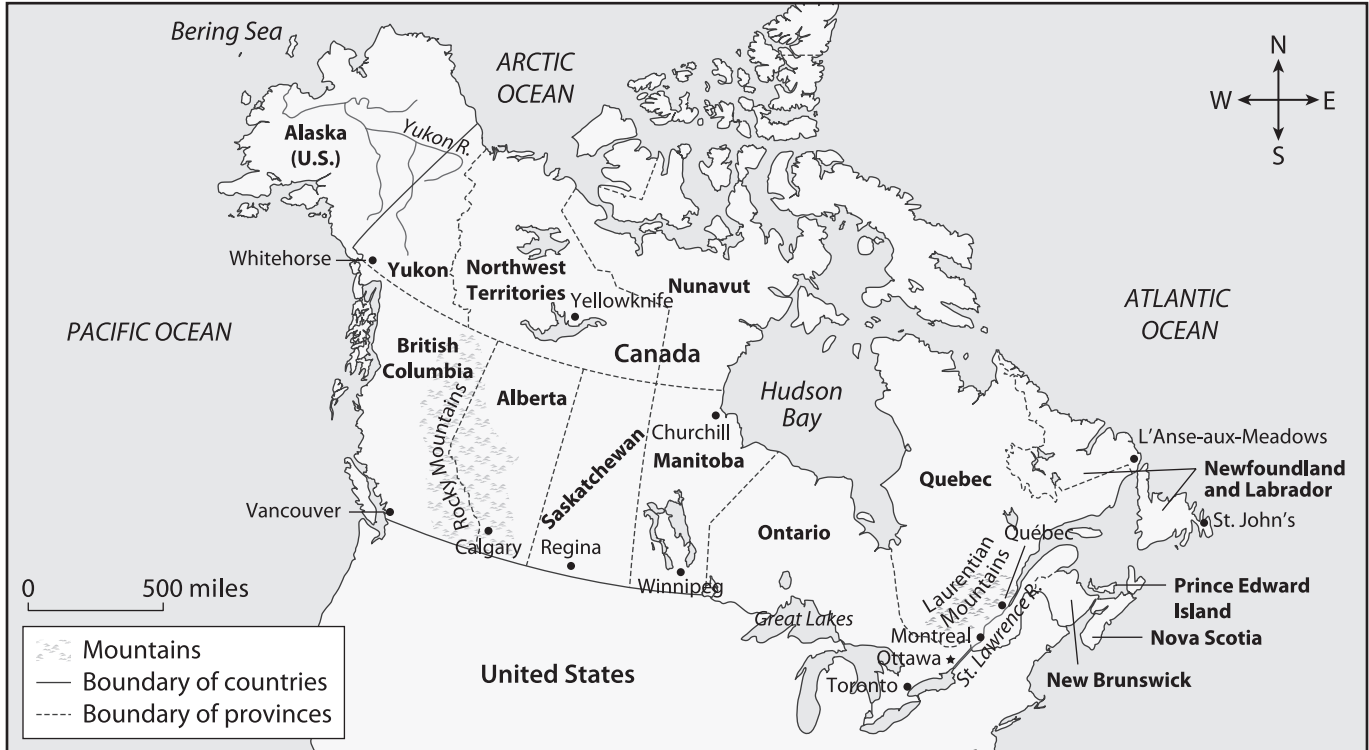 Bering Sea
ARCTIC
OCEAN
N
W
E
S
Alaska
(U.S.)
Yukon R.
Whitehorse
Yukon
Northwest
Territories
Yellowknife
Nunavut
PACIFIC OCEAN
ATLANTIC
OCEAN
British
Columbia
Canada
Rocky Mountains
Alberta
Hudson
Bay
Saskatchewan
Churchill
Manitoba
Quebec
L'Anse-aux-Meadows
Newfoundland
and Labrador
St. John's
Vancouver
Calgary
Regina
Winnipeg
Ontario
Québec
Laurentian
Mountains
0
500 miles
Great Lakes
Montreal
Ottawa
Toronto
St. Lawrence R.
Prince Edward
Island
Nova Scotia
New Brunswick
United States
Mountains
Boundary of countries
Boundary of provinces